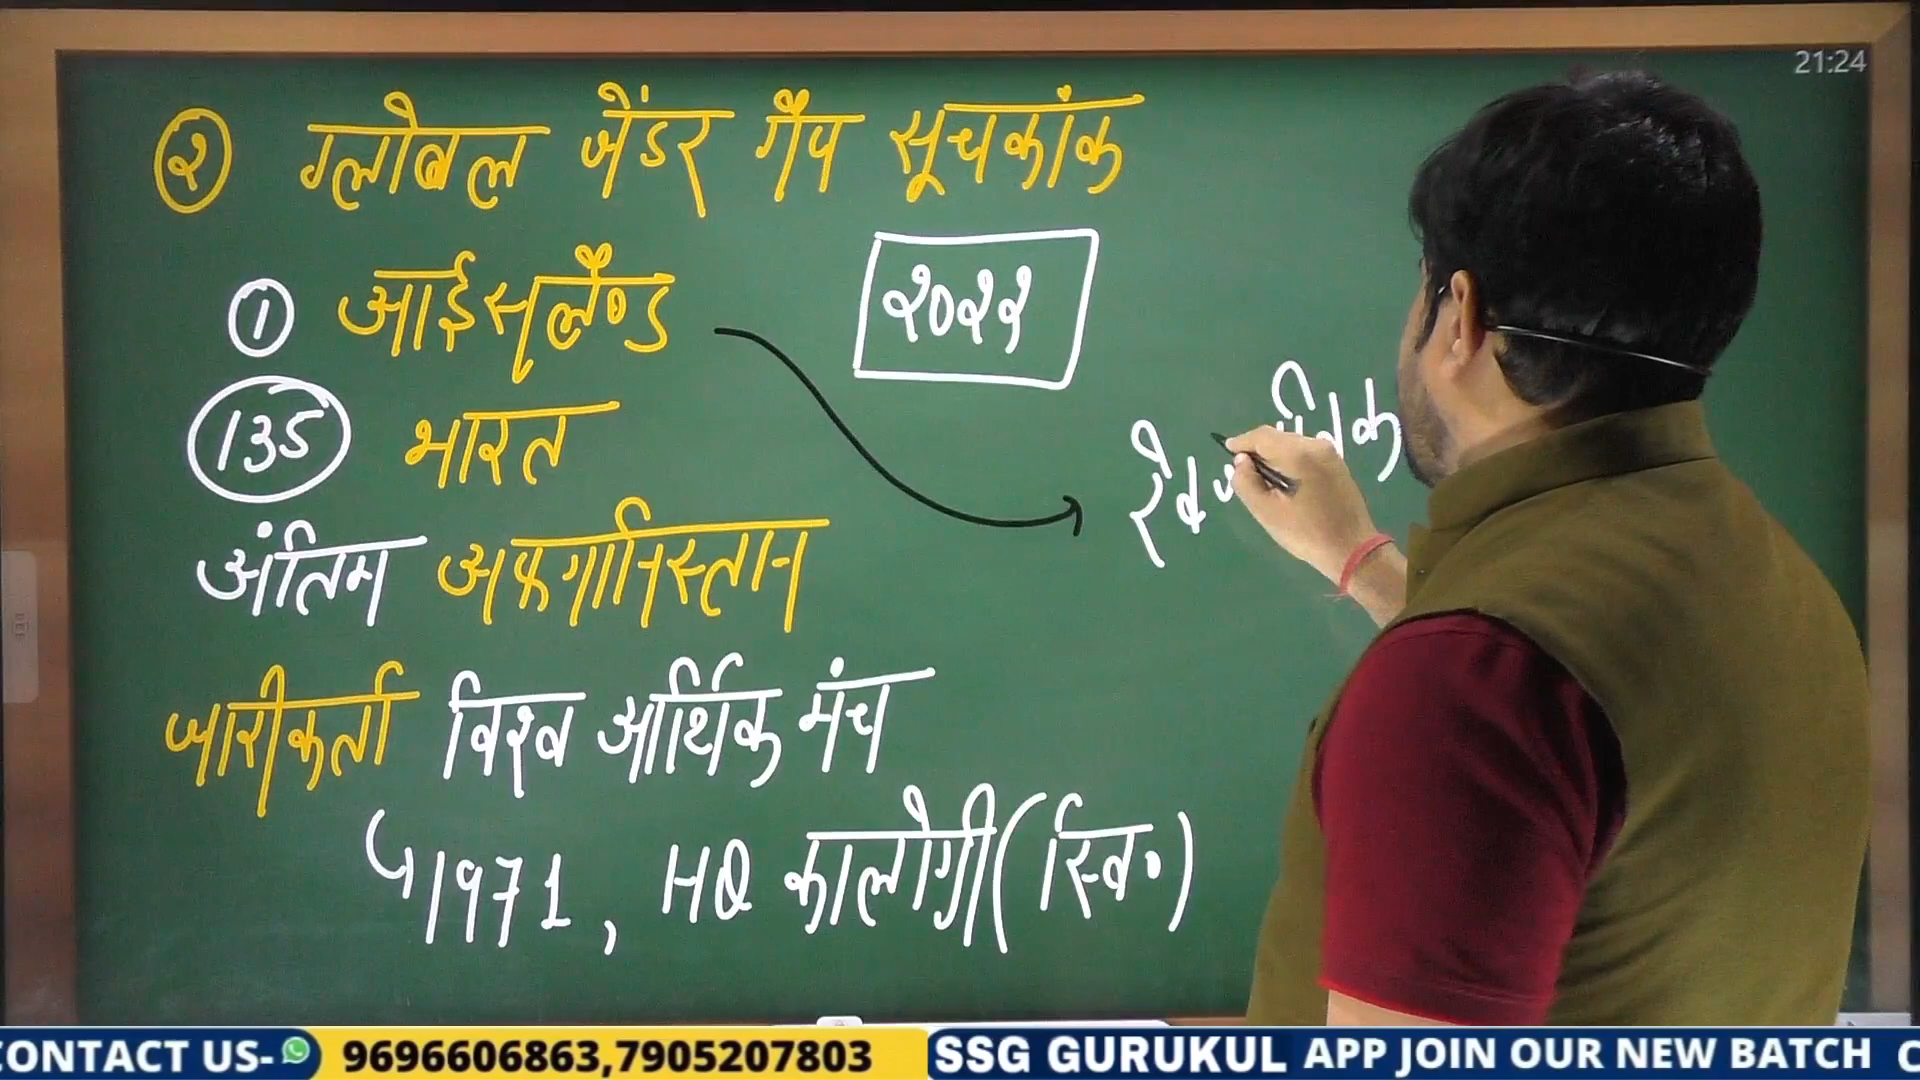 21:24
२ ग्लोबल जेंडर गैप सूचकांक
1 आईसलैण्ड
२०२२
135 भारत
अंतिम अफगानिस्तान
जारीकर्ता विश्व आर्थिक मंच
1971, HQ कालोगी (स्वि०)
CONTACT US- 9696606863,7905207803 SSG GURUKUL APP JOIN OUR NEW BATCH C